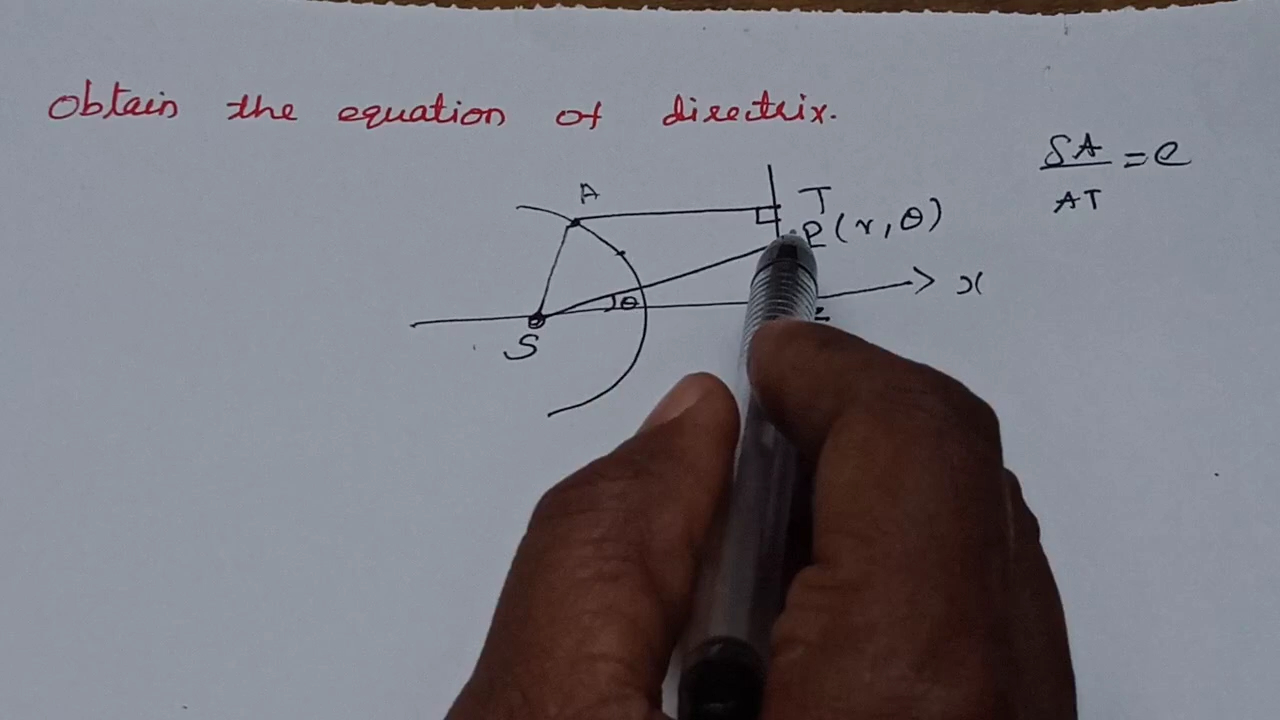 Obtain the equation of directrix.
SA/AT = e
A
T
P(r, θ)
θ
x
z
S